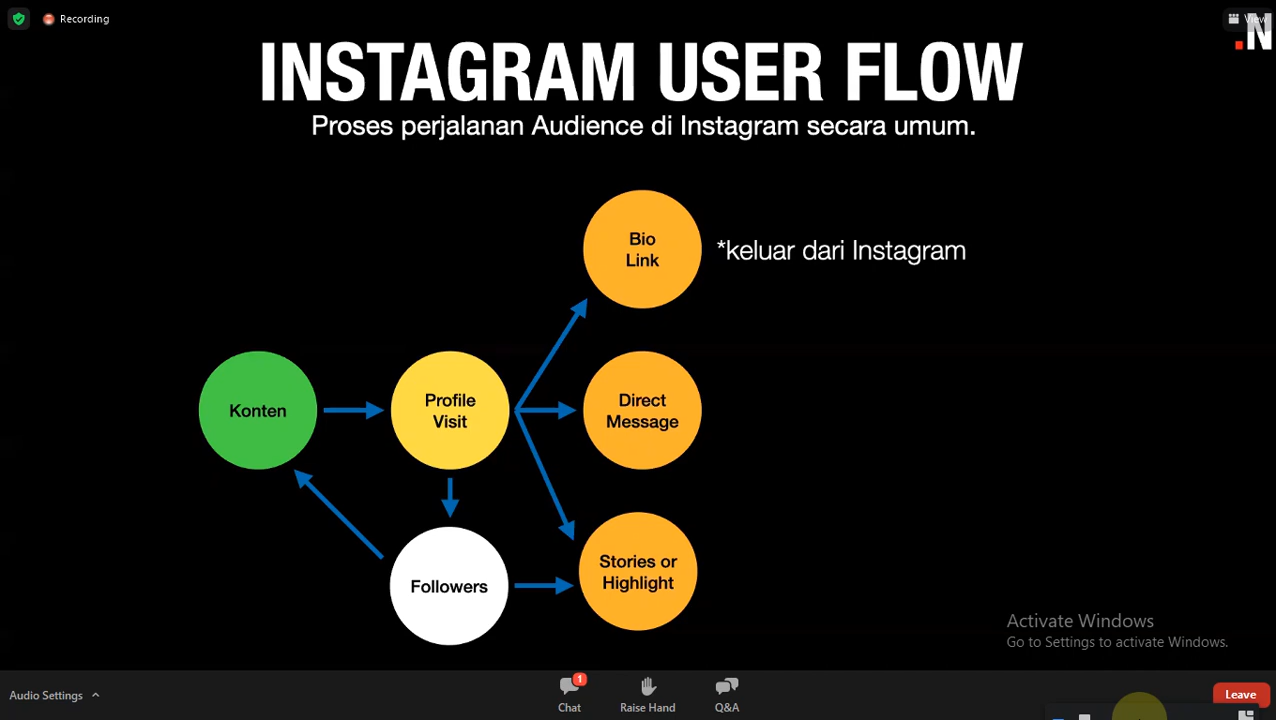 Recording
View
.N
INSTAGRAM USER FLOW
Proses perjalanan Audience di Instagram secara umum.
Bio
Link
*keluar dari Instagram
Konten
Profile
Visit
Direct
Message
Followers
Stories or
Highlight
Activate Windows
Go to Settings to activate Windows.
Audio Settings
1
Chat
Raise Hand
Q&A
Leave